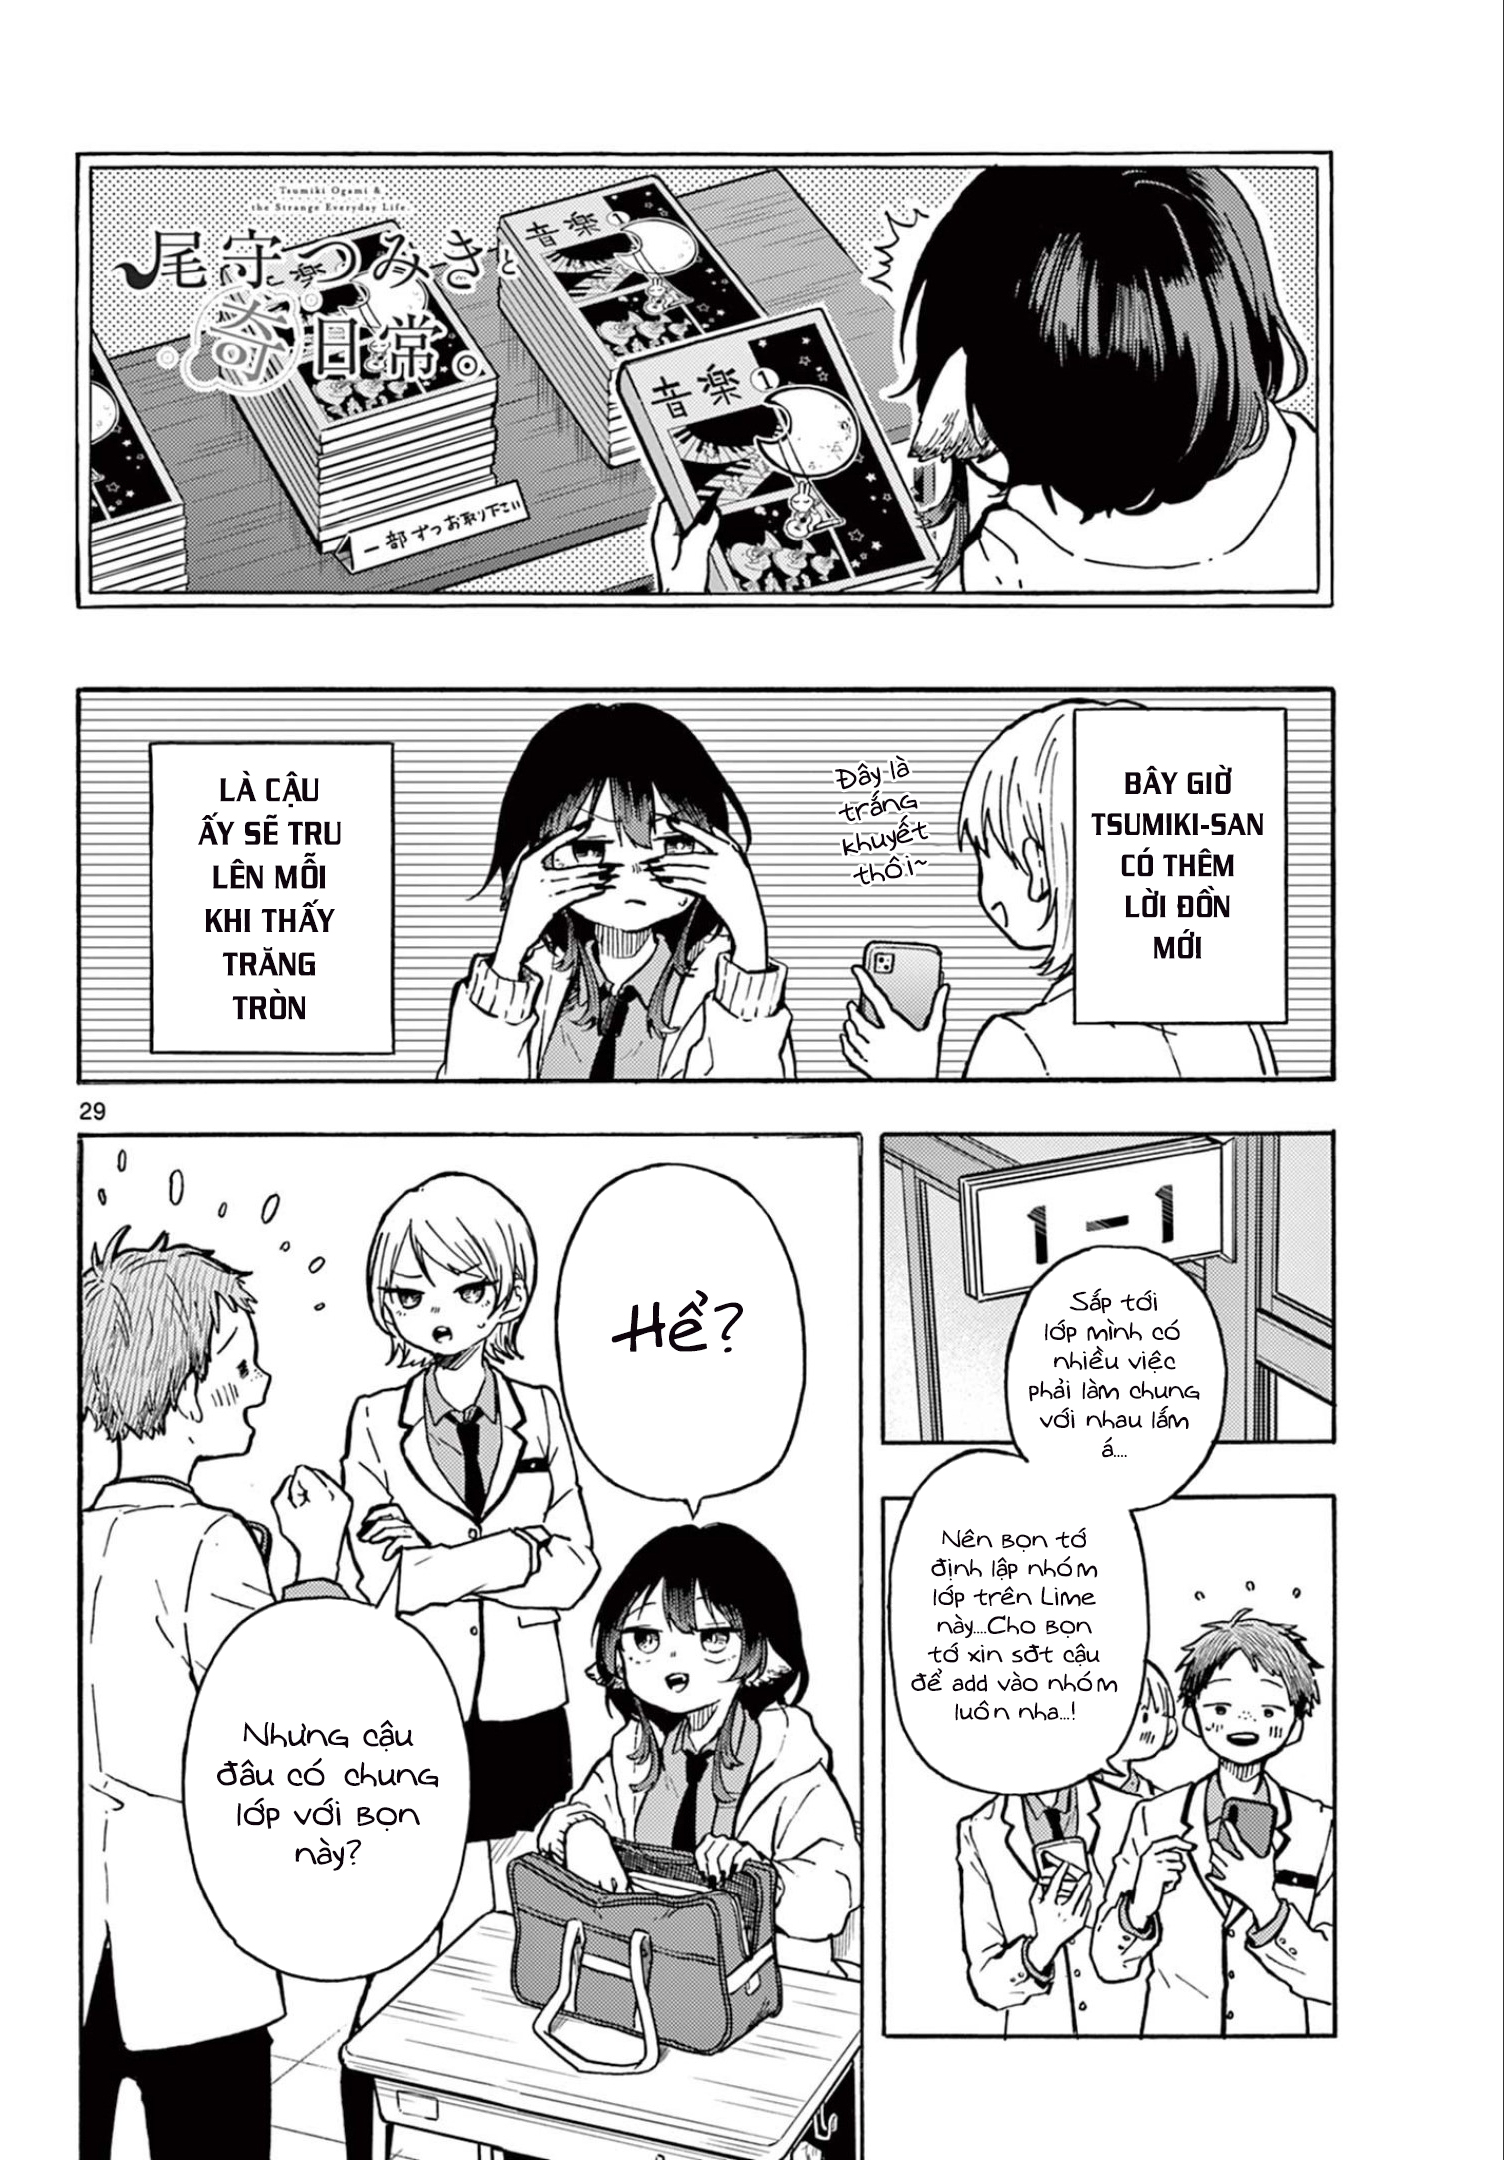 Tsumiki Ogami &
the Strange Everyday Life.
尾守つみきと
奇日常。
音楽1
音楽1
楽
一部ずつお取り下さい
BÂY GIỜ
TSUMIKI-SAN
CÓ THÊM
LỜI ĐỒN
MỚI
Đây là
trắng
khuyết
thôi~
LÀ CẬU
ẤY SẼ TRU
LÊN MỖI
KHI THẤY
TRĂNG
TRÒN
29
1-1
Sắp tới
lớp mình có
nhiều việc
phải làm chung
với nhau lắm
á....
Nên bọn tớ
định lập nhóm
lớp trên Lime
này....Cho bọn
tớ xin sđt cậu
để add vào nhóm
luôn nha...!
Hể?
Nhưng cậu
đâu có chung
lớp với bọn
này?